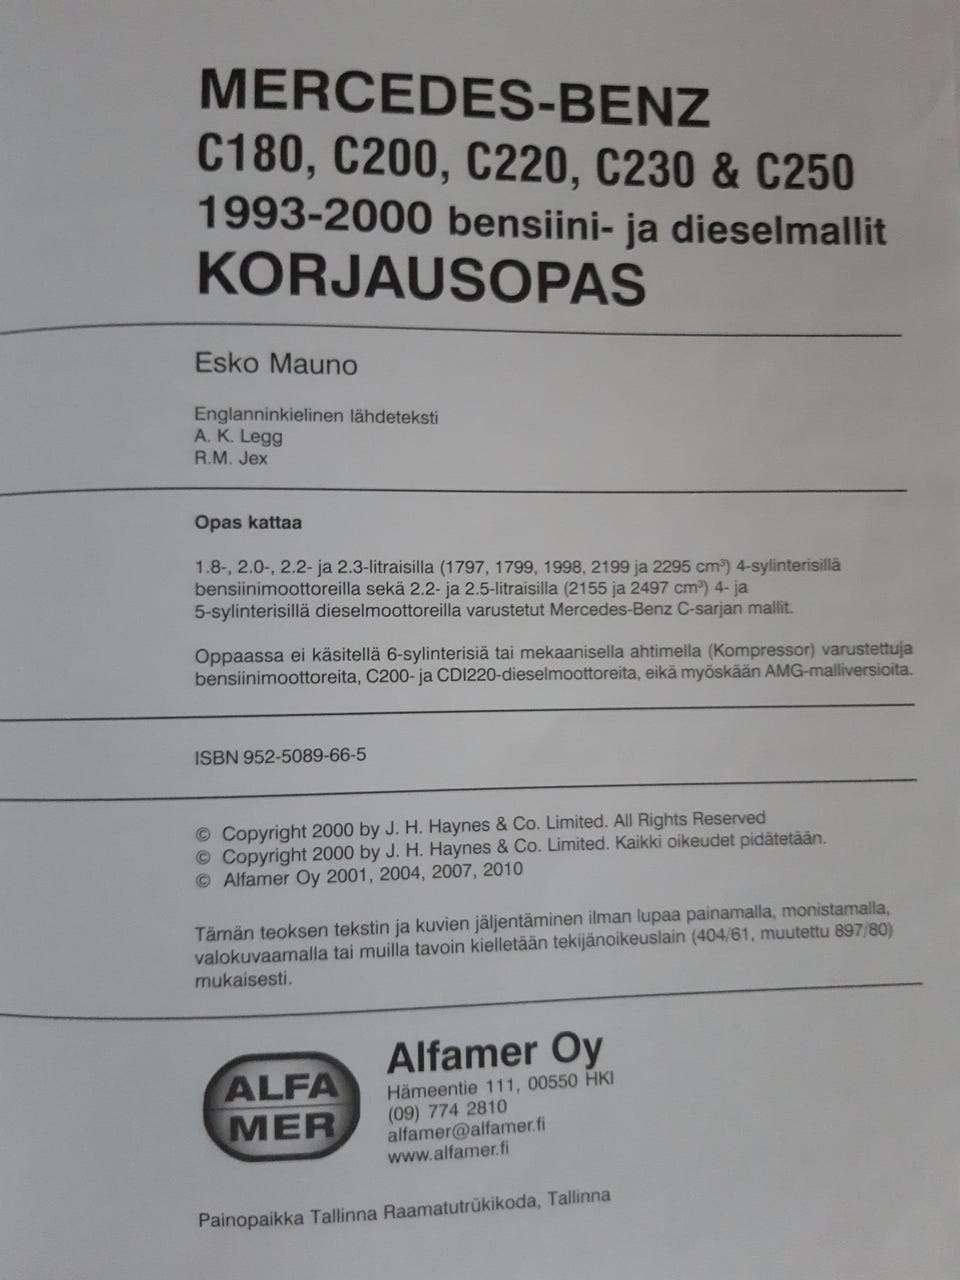 MERCEDES-BENZ
C180, C200, C220, C230 & C250
1993-2000 bensiini- ja dieselmallit
KORJAUSOPAS
Esko Mauno
Englanninkielinen lähdeteksti
A. K. Legg
R.M. Jex
Opas kattaa
1.8-, 2.0-, 2.2- ja 2.3-litraisilla (1797, 1799, 1998, 2199 ja 2295 cm³) 4-sylinterisillä
bensiinimoottoreilla sekä 2.2- ja 2.5-litraisilla (2155 ja 2497 cm³) 4- ja
5-sylinterisillä dieselmoottoreilla varustetut Mercedes-Benz C-sarjan mallit.
Oppaassa ei käsitellä 6-sylinterisiä tai mekaanisella ahtimella (Kompressor) varustettuja
bensiinimoottoreita, C200- ja CDI220-dieselmoottoreita, eikä myöskään AMG-malliversioita.
ISBN 952-5089-66-5
© Copyright 2000 by J. H. Haynes & Co. Limited. All Rights Reserved
© Copyright 2000 by J. H. Haynes & Co. Limited. Kaikki oikeudet pidätetään.
© Alfamer Oy 2001, 2004, 2007, 2010
Tämän teoksen tekstin ja kuvien jäljentäminen ilman lupaa painamalla, monistamalla,
valokuvaamalla tai muilla tavoin kielletään tekijänoikeuslain (404/61, muutettu 897/80)
mukaisesti.
ALFA
MER
Alfamer Oy
Hämeentie 111, 00550 HKI
(09) 774 2810
alfamer@alfamer.fi
www.alfamer.fi
Painopaikka Tallinna Raamatutrükikoda, Tallinna